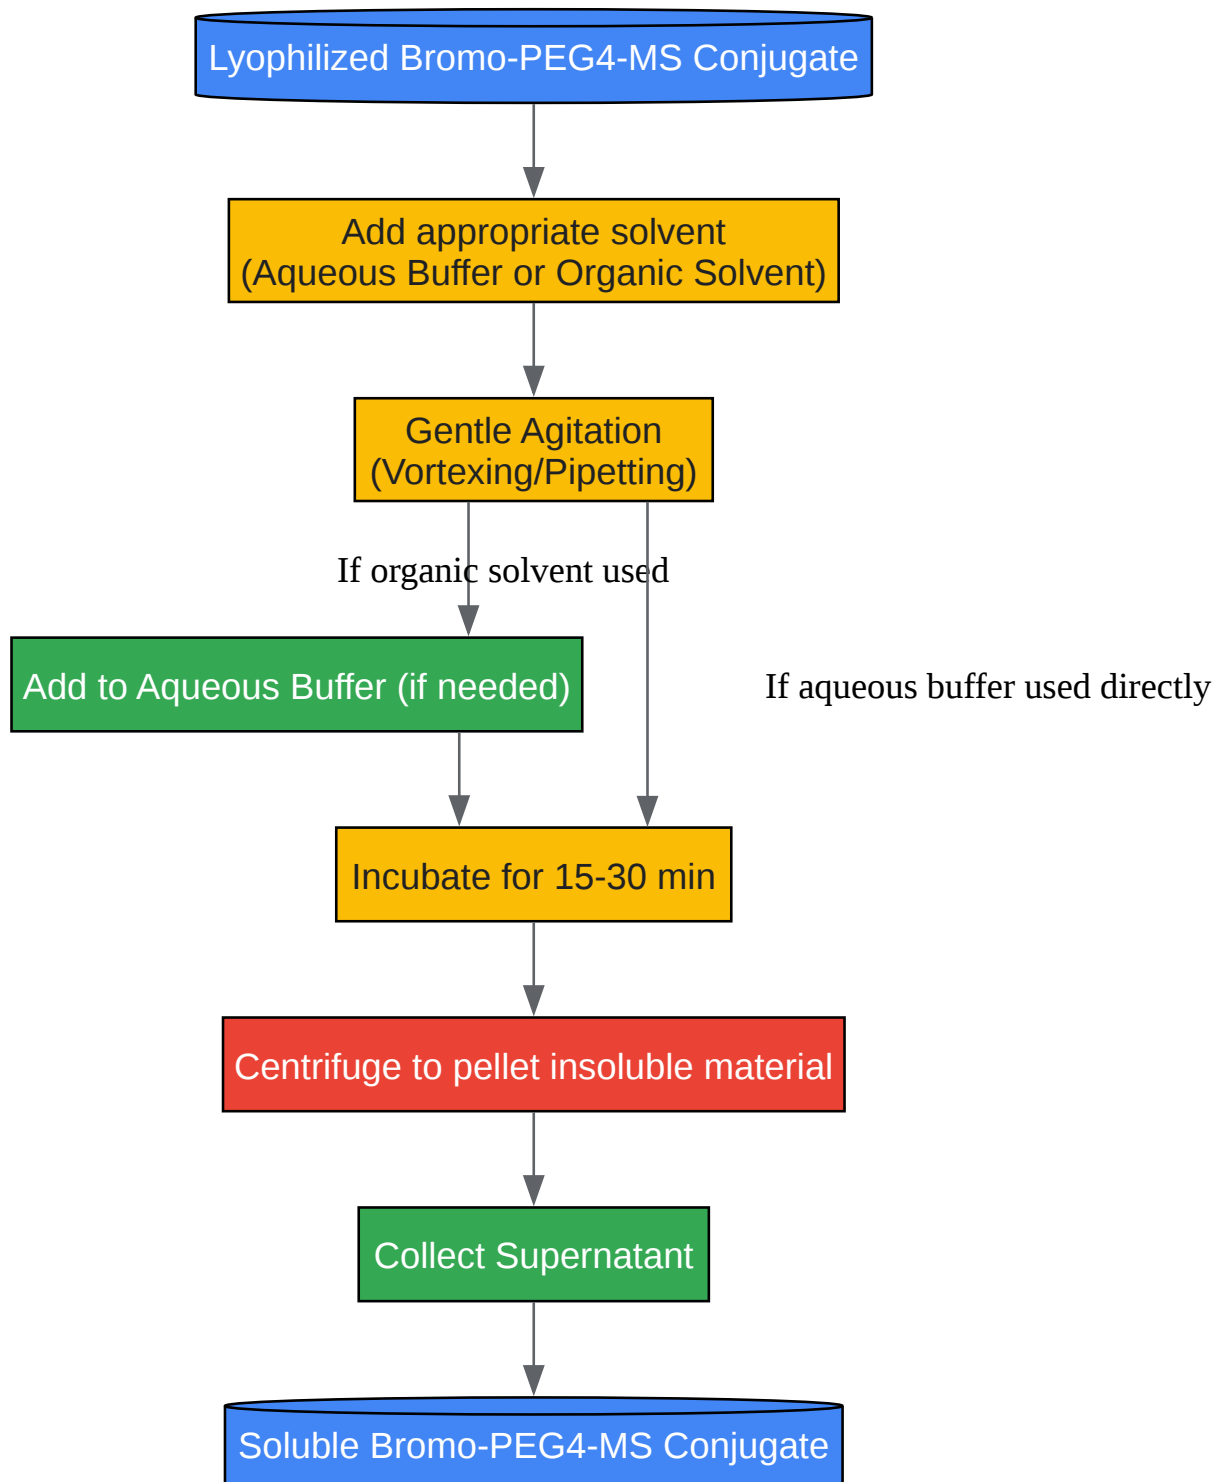 Lyophilized Bromo-PEG4-MS Conjugate
Add appropriate solvent
(Aqueous Buffer or Organic Solvent)
Gentle Agitation
(Vortexing/Pipetting)
If organic solvent used
Add to Aqueous Buffer (if needed)
If aqueous buffer used directly
Incubate for 15-30 min
Centrifuge to pellet insoluble material
Collect Supernatant
Soluble Bromo-PEG4-MS Conjugate